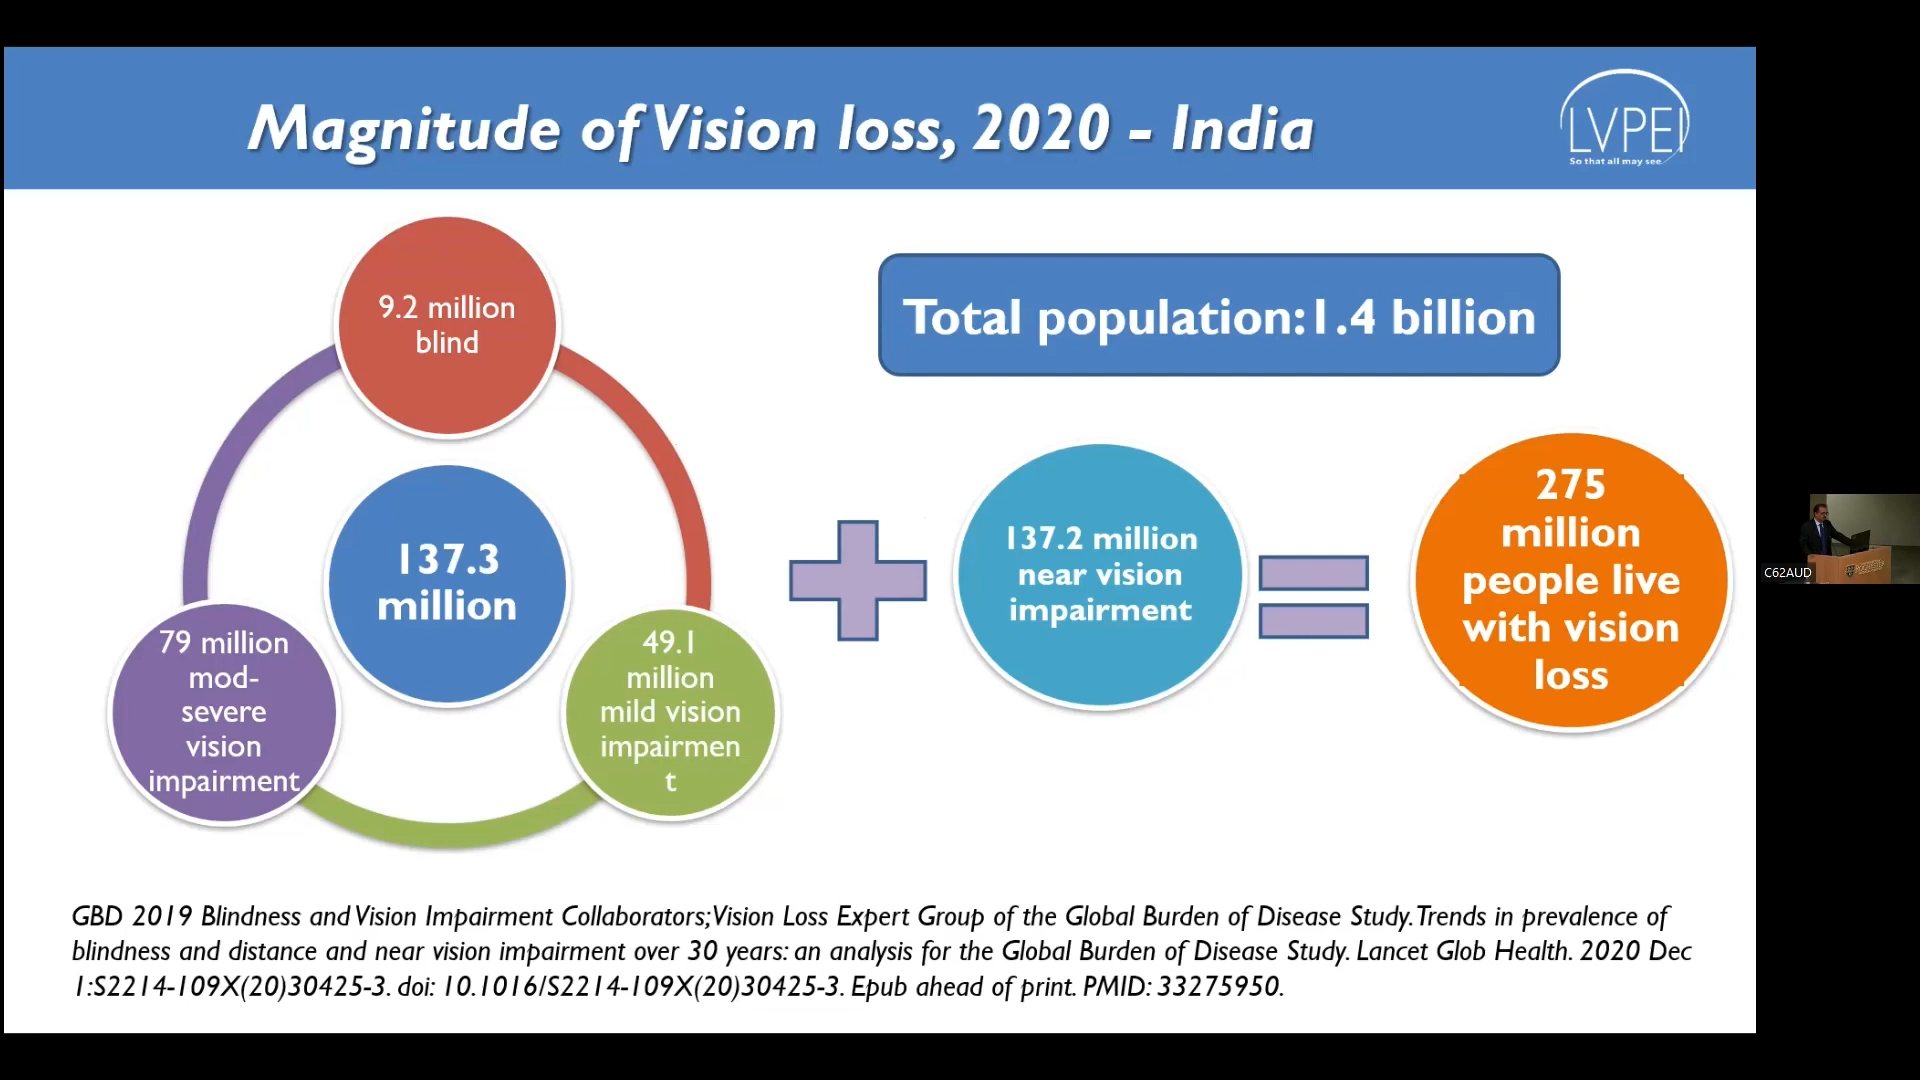 Magnitude of Vision loss, 2020 - India
LVPEI
So that all may see
9.2 million
blind
137.3
million
79 million
mod-
severe
vision
impairment
49.1
million
mild vision
impairmen
t
Total population:1.4 billion
137.2 million
near vision
impairment
275
million
people live
with vision
loss
GBD 2019 Blindness and Vision Impairment Collaborators; Vision Loss Expert Group of the Global Burden of Disease Study. Trends in prevalence of
blindness and distance and near vision impairment over 30 years: an analysis for the Global Burden of Disease Study. Lancet Glob Health. 2020 Dec
1:S2214-109X(20)30425-3. doi: 10.1016/S2214-109X(20)30425-3. Epub ahead of print. PMID: 33275950.
C62AUD